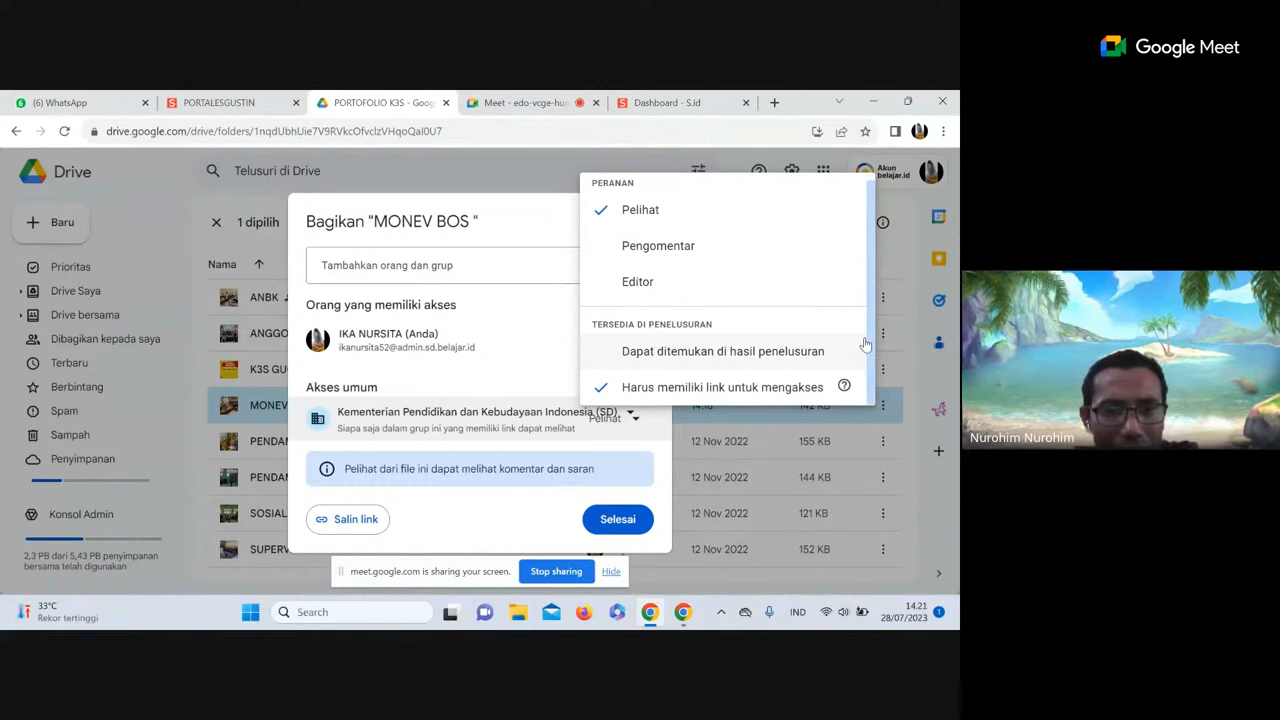 Google Meet
(6) WhatsApp
PORTALESGUSTIN
PORTOFOLIO K3S - Goog
Meet - edo-vcge-hun
Dashboard - S.id
drive.google.com/drive/folders/1nqdUbhUie7V9RVkcOfvcIzVHqoQaI0U7
Drive
Telusuri di Drive
Akun
belajar.id
Baru
1 dipilih
Prioritas
Drive Saya
Drive bersama
Dibagikan kepada saya
Terbaru
Berbintang
Spam
Sampah
Penyimpanan
Konsol Admin
2,3 PB dari 5,43 PB penyimpanan
bersama telah digunakan
Nama
ANBK
ANGGO
K3S GU
MONEV
14.18
142 KB
PENDAM
12 Nov 2022
155 KB
PENDAM
12 Nov 2022
144 KB
SOSIAL
12 Nov 2022
121 KB
SUPERV
12 Nov 2022
152 KB
Bagikan "MONEV BOS "
Tambahkan orang dan grup
Orang yang memiliki akses
IKA NURSITA (Anda)
ikanursita52@admin.sd.belajar.id
Akses umum
Kementerian Pendidikan dan Kebudayaan Indonesia (SD)
Siapa saja dalam grup ini yang memiliki link dapat melihat
Pelihat
Pelihat dari file ini dapat melihat komentar dan saran
Salin link
Selesai
PERANAN
Pelihat
Pengomentar
Editor
TERSEDIA DI PENELUSURAN
Dapat ditemukan di hasil penelusuran
Harus memiliki link untuk mengakses
meet.google.com is sharing your screen.
Stop sharing
Hide
33°C
Rekor tertinggi
Search
IND
14.21
28/07/2023
1
Nurohim Nurohim